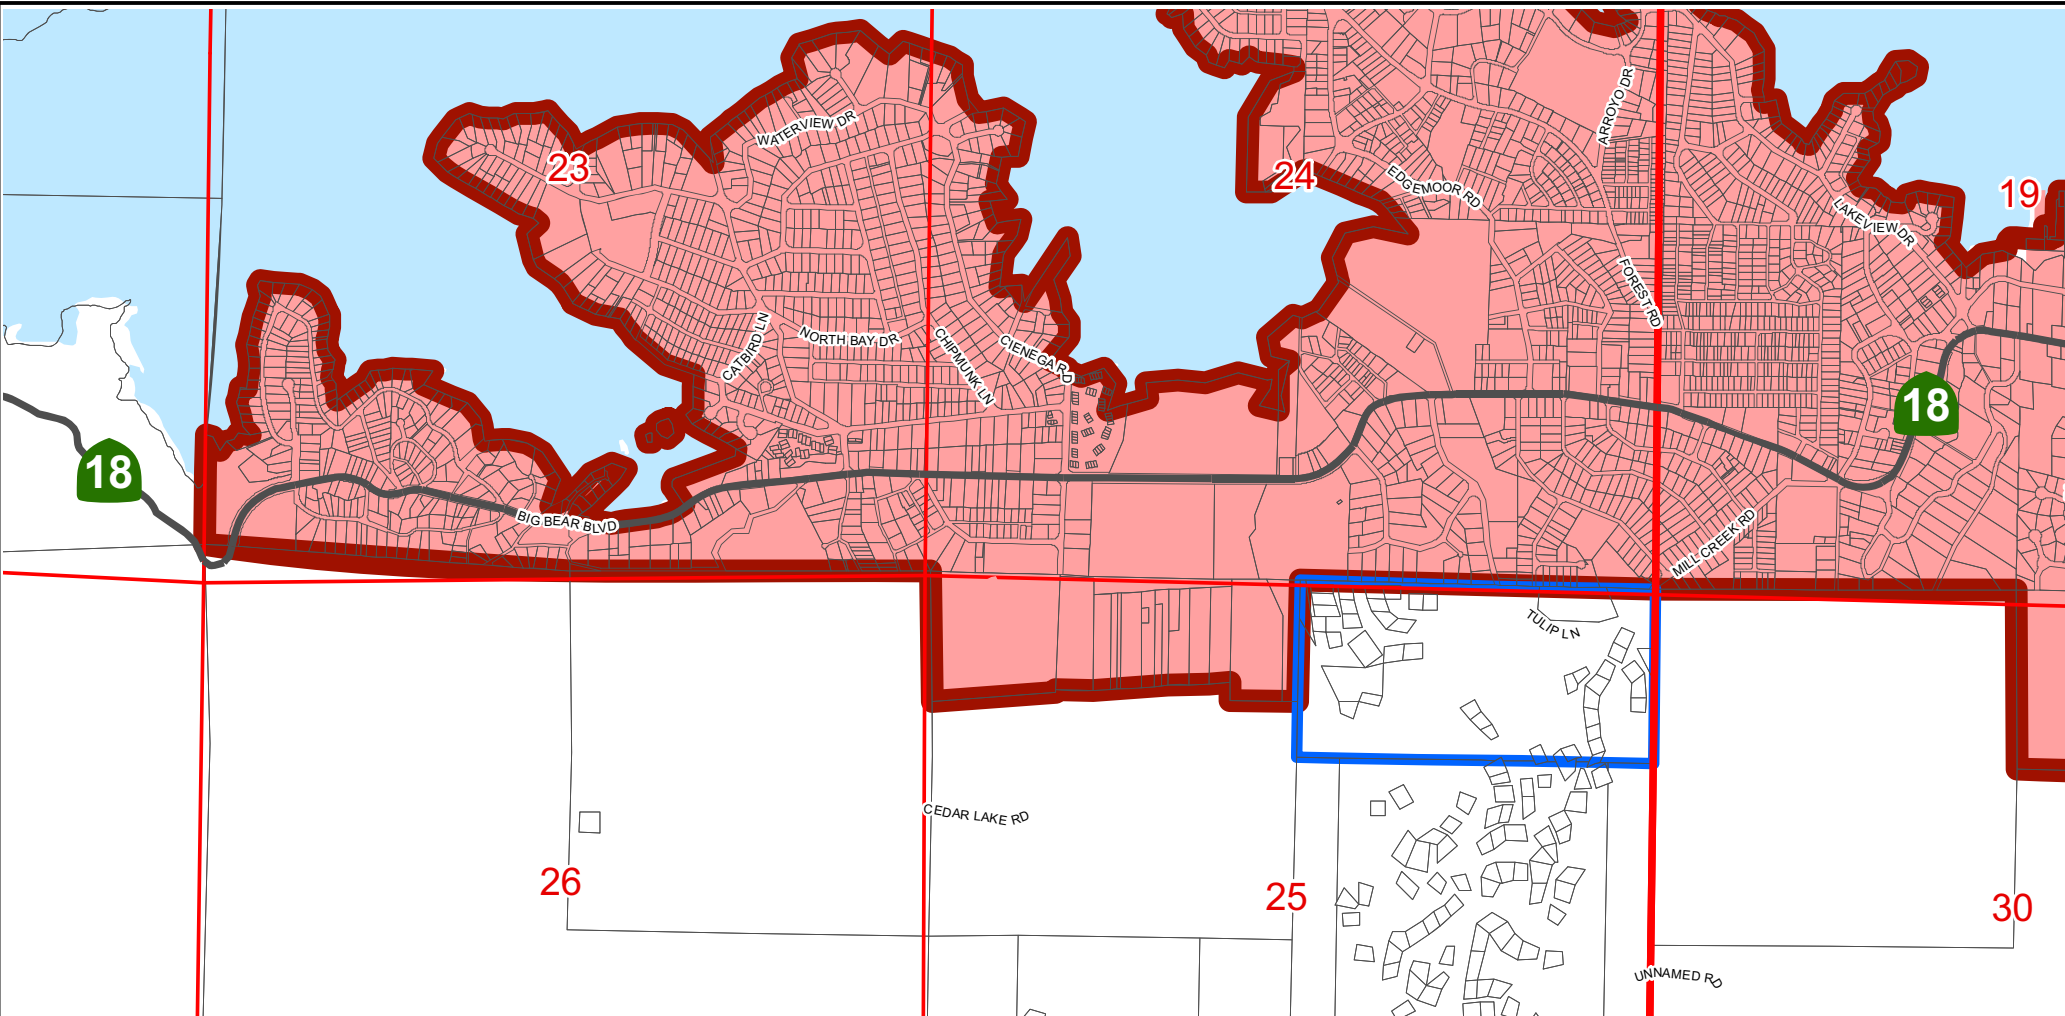 WATERVIEW DR
ARROYO DR
23
24
EDGEMOOR RD
19
LAKEVIEW DR
FOREST RD
CATBIRD LN
NORTH BAY DR
CHIPMUNK LN
CIENEGA RD
18
18
BIG BEAR BLVD
MILL CREEK RD
TULIP LN
CEDAR LAKE RD
26
25
30
UNNAMED RD